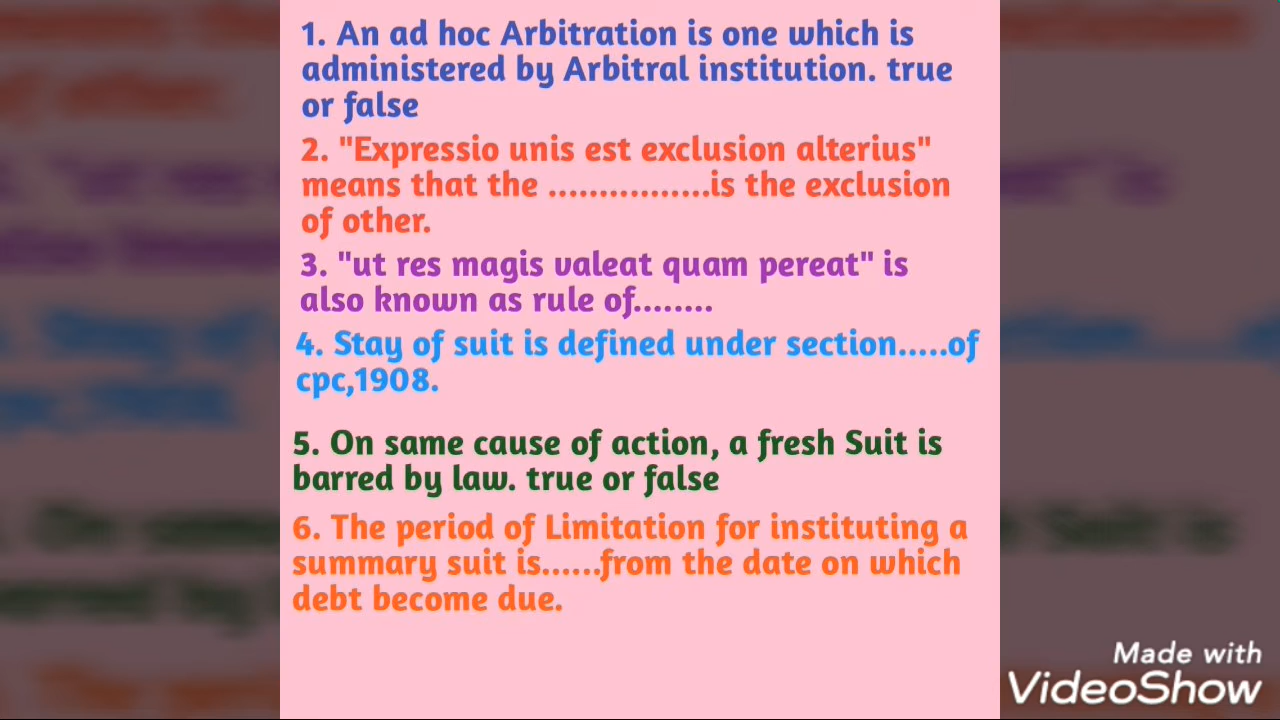 1. An ad hoc Arbitration is one which is
administered by Arbitral institution. true
or false
2. "Expressio unis est exclusion alterius"
means that the ................is the exclusion
of other.
3. "ut res magis valeat quam pereat" is
also known as rule of........
4. Stay of suit is defined under section.....of
cpc,1908.
5. On same cause of action, a fresh Suit is
barred by law. true or false
6. The period of Limitation for instituting a
summary suit is......from the date on which
debt become due.
Made with
VideoShow